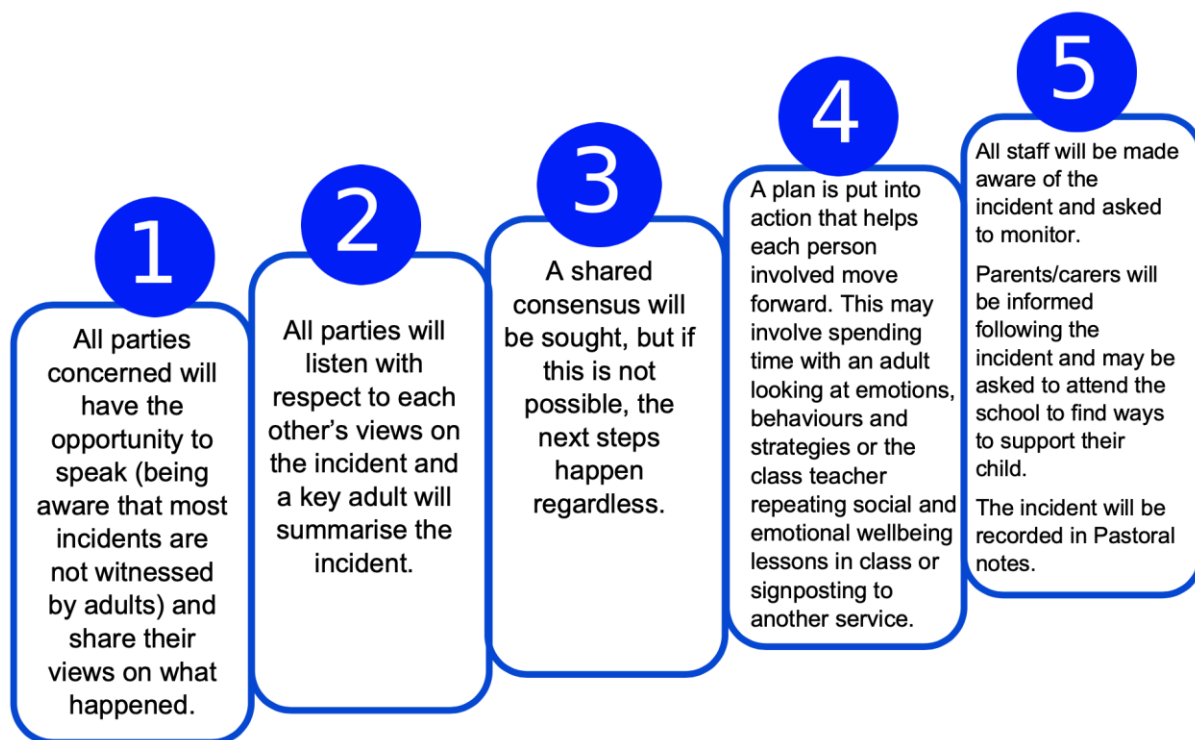 1
All parties
concerned will
have the
opportunity to
speak (being
aware that most
incidents are
not witnessed
by adults) and
share their
views on what
happened.
2
All parties will
listen with
respect to each
other’s views on
the incident and
a key adult will
summarise the
incident.
3
A shared
consensus will
be sought, but if
this is not
possible, the
next steps
happen
regardless.
4
A plan is put into
action that helps
each person
involved move
forward. This may
involve spending
time with an adult
looking at emotions,
behaviours and
strategies or the
class teacher
repeating social and
emotional wellbeing
lessons in class or
signposting to
another service.
5
All staff will be made
aware of the
incident and asked
to monitor.
Parents/carers will
be informed
following the
incident and may be
asked to attend the
school to find ways
to support their
child.
The incident will be
recorded in Pastoral
notes.